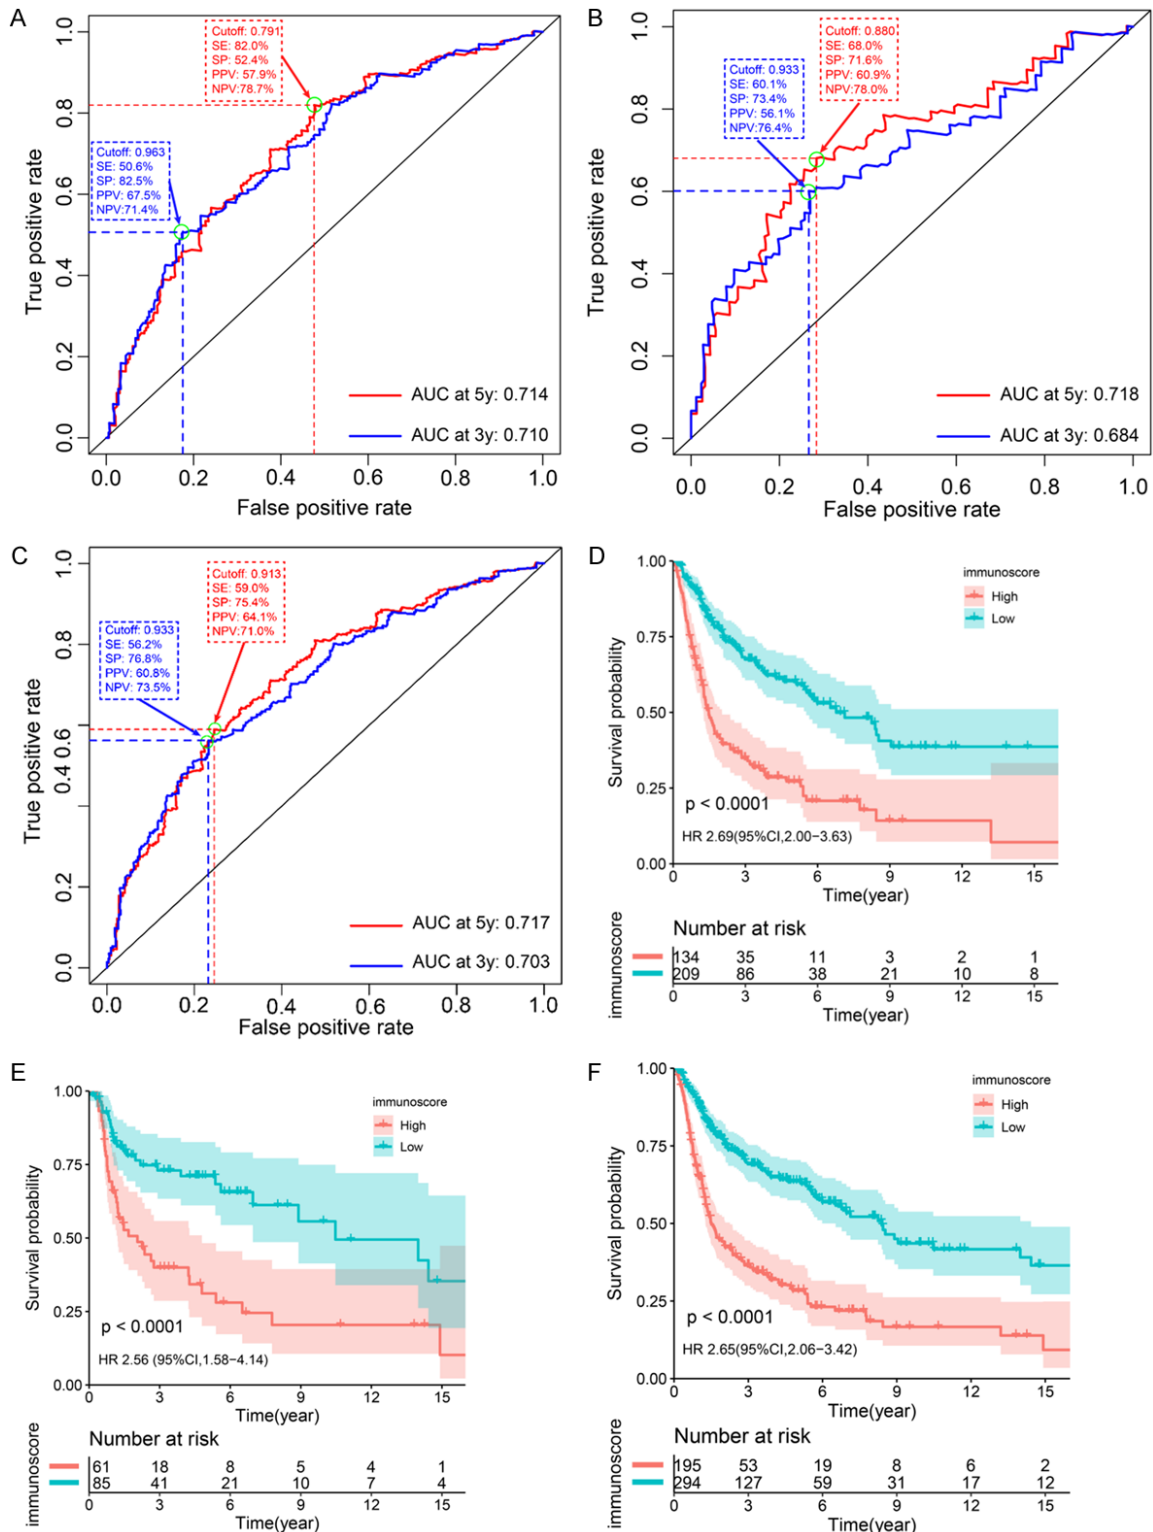 A
Cutoff: 0.791
SE: 82.0%
SP: 52.4%
PPV: 57.9%
NPV:78.7%
Cutoff: 0.963
SE: 50.6%
SP: 82.5%
PPV: 67.5%
NPV:71.4%
True positive rate
0.0 0.2 0.4 0.6 0.8 1.0
AUC at 5y: 0.714
AUC at 3y: 0.710
0.0 0.2 0.4 0.6 0.8 1.0
False positive rate
B
Cutoff: 0.880
SE: 68.0%
SP: 71.6%
PPV: 60.9%
NPV:78.0%
Cutoff: 0.933
SE: 60.1%
SP: 73.4%
PPV: 56.1%
NPV:76.4%
True positive rate
0.0 0.2 0.4 0.6 0.8 1.0
AUC at 5y: 0.718
AUC at 3y: 0.684
0.0 0.2 0.4 0.6 0.8 1.0
False positive rate
C
Cutoff: 0.913
SE: 59.0%
SP: 75.4%
PPV: 64.1%
NPV:71.0%
Cutoff: 0.933
SE: 56.2%
SP: 76.8%
PPV: 60.8%
NPV: 73.5%
True positive rate
0.0 0.2 0.4 0.6 0.8 1.0
AUC at 5y: 0.717
AUC at 3y: 0.703
0.0 0.2 0.4 0.6 0.8 1.0
False positive rate
D
immunoscore
High
Low
Survival probability
1.00
0.75
0.50
0.25
0.00
p < 0.0001
HR 2.69(95%CI,2.00−3.63)
0 3 6 9 12 15
Time(year)
Number at risk
immunoscore
134 35 11 3 2 1
209 86 38 21 10 8
0 3 6 9 12 15
Time(year)
E
immunoscore
High
Low
Survival probability
1.00
0.75
0.50
0.25
0.00
p < 0.0001
HR 2.56 (95%CI,1.58−4.14)
0 3 6 9 12 15
Time(year)
Number at risk
immunoscore
61 18 8 5 4 1
85 41 21 10 7 4
0 3 6 9 12 15
Time(year)
F
immunoscore
High
Low
Survival probability
1.00
0.75
0.50
0.25
0.00
p < 0.0001
HR 2.65(95%CI,2.06−3.42)
0 3 6 9 12 15
Time(year)
Number at risk
immunoscore
195 53 19 8 6 2
294 127 59 31 17 12
0 3 6 9 12 15
Time(year)